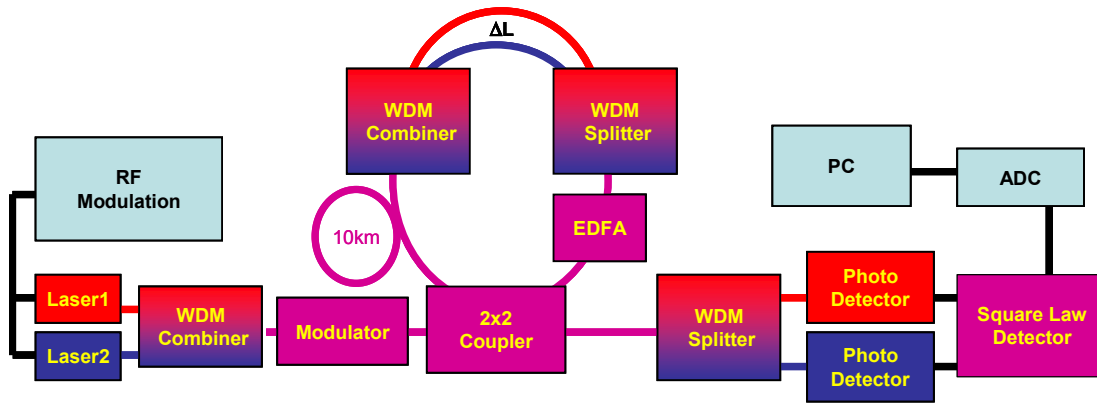 ΔL
WDM
Combiner
WDM
Splitter
RF
Modulation
PC
ADC
10km
EDFA
Laser1
Laser2
WDM
Combiner
Modulator
2x2
Coupler
WDM
Splitter
Photo
Detector
Photo
Detector
Square Law
Detector